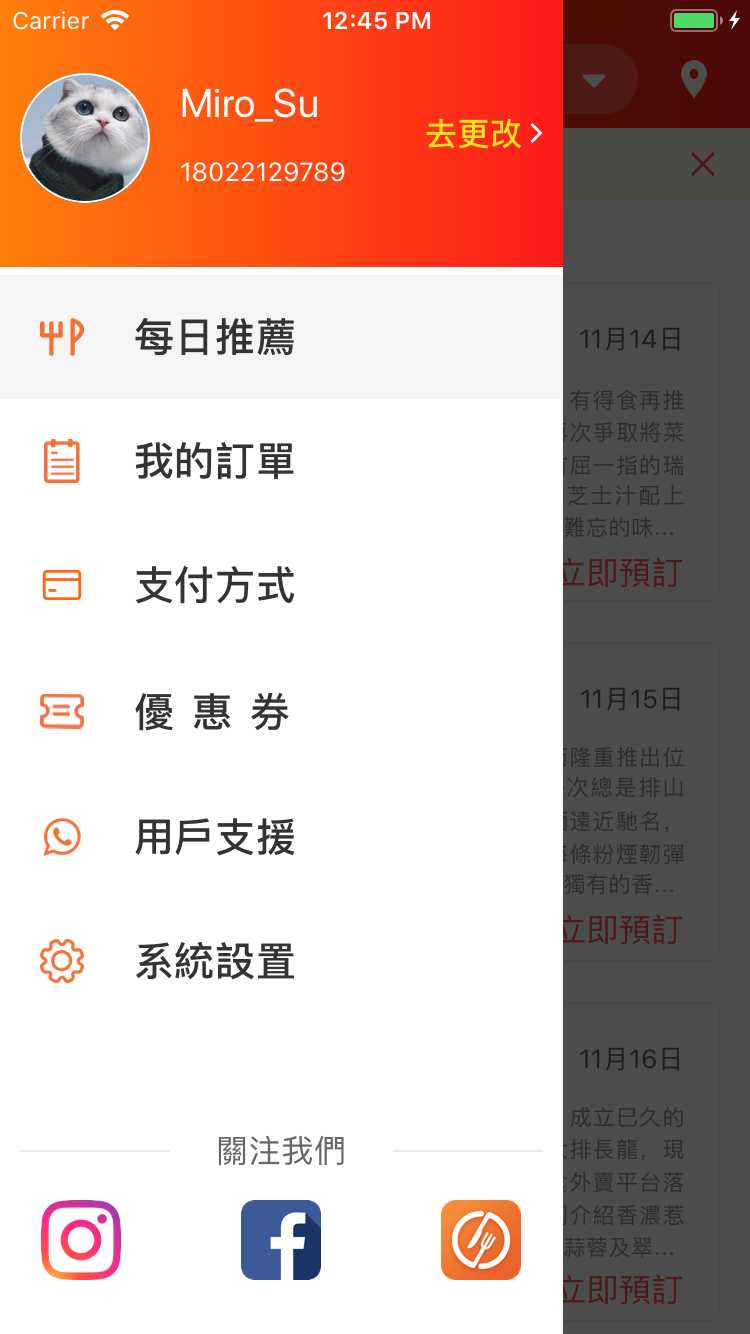 Carrier
12:45 PM
Miro_Su
去更改
18022129789
每日推薦
我的訂單
支付方式
優惠券
用戶支援
系統設置
關注我們
11月14日
有得食再推
次爭取將菜
屈一指的瑞
芝士汁配上
難忘的味...
立即預訂
11月15日
隆重推出位
次總是排山
遠近馳名，
條粉煙韌彈
獨有的香...
立即預訂
11月16日
成立已久的
排長龍，現
外賣平台落
介紹香濃惹
蒜蓉及翠...
立即預訂